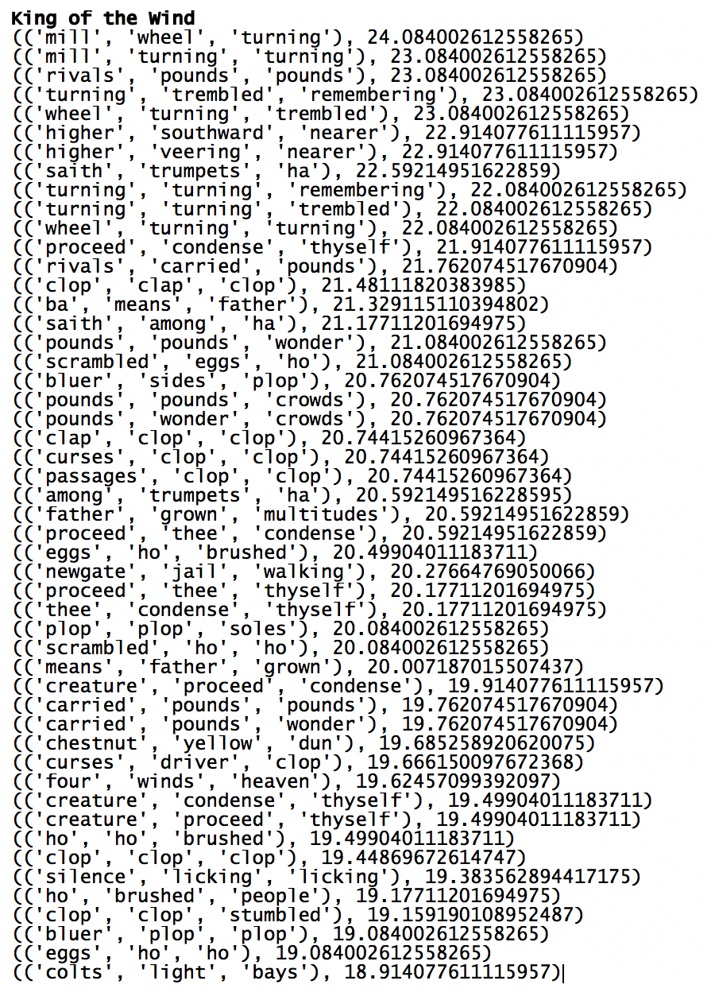 King of the Wind
(('mill', 'wheel', 'turning'), 24.084002612558265)
(('mill', 'turning', 'turning'), 23.084002612558265)
(('rivals', 'pounds', 'pounds'), 23.084002612558265)
(('turning', 'trembled', 'remembering'), 23.084002612558265)
(('wheel', 'turning', 'trembled'), 23.084002612558265)
(('higher', 'southward', 'nearer'), 22.914077611115957)
(('higher', 'veering', 'nearer'), 22.914077611115957)
(('saith', 'trumpets', 'ha'), 22.59214951622859)
(('turning', 'turning', 'remembering'), 22.084002612558265)
(('turning', 'turning', 'trembled'), 22.084002612558265)
(('wheel', 'turning', 'turning'), 22.084002612558265)
(('proceed', 'condense', 'thyself'), 21.914077611115957)
(('rivals', 'carried', 'pounds'), 21.762074517670904)
(('clop', 'clap', 'clop'), 21.48111820383985)
(('ba', 'means', 'father'), 21.329115110394802)
(('saith', 'among', 'ha'), 21.17711201694975)
(('pounds', 'pounds', 'wonder'), 21.084002612558265)
(('scrambled', 'eggs', 'ho'), 21.084002612558265)
(('bluer', 'sides', 'plop'), 20.762074517670904)
(('pounds', 'pounds', 'crowds'), 20.762074517670904)
(('pounds', 'wonder', 'crowds'), 20.762074517670904)
(('clap', 'clop', 'clop'), 20.74415260967364)
(('curses', 'clop', 'clop'), 20.74415260967364)
(('passages', 'clop', 'clop'), 20.74415260967364)
(('among', 'trumpets', 'ha'), 20.592149516228595)
(('father', 'grown', 'multitudes'), 20.59214951622859)
(('proceed', 'thee', 'condense'), 20.59214951622859)
(('eggs', 'ho', 'brushed'), 20.49904011183711)
(('newgate', 'jail', 'walking'), 20.27664769050066)
(('proceed', 'thee', 'thyself'), 20.17711201694975)
(('thee', 'condense', 'thyself'), 20.17711201694975)
(('plop', 'plop', 'soles'), 20.084002612558265)
(('scrambled', 'ho', 'ho'), 20.084002612558265)
(('means', 'father', 'grown'), 20.007187015507437)
(('creature', 'proceed', 'condense'), 19.914077611115957)
(('carried', 'pounds', 'pounds'), 19.762074517670904)
(('carried', 'pounds', 'wonder'), 19.762074517670904)
(('chestnut', 'yellow', 'dun'), 19.685258920620075)
(('curses', 'driver', 'clop'), 19.666150097672368)
(('four', 'winds', 'heaven'), 19.62457099392097)
(('creature', 'condense', 'thyself'), 19.49904011183711)
(('creature', 'proceed', 'thyself'), 19.49904011183711)
(('ho', 'ho', 'brushed'), 19.49904011183711)
(('clop', 'clop', 'clop'), 19.44869672614747)
(('silence', 'licking', 'licking'), 19.383562894417175)
(('ho', 'brushed', 'people'), 19.17711201694975)
(('clop', 'clop', 'stumbled'), 19.159190108952487)
(('bluer', 'plop', 'plop'), 19.084002612558265)
(('eggs', 'ho', 'ho'), 19.084002612558265)
(('colts', 'light', 'bays'), 18.914077611115957)